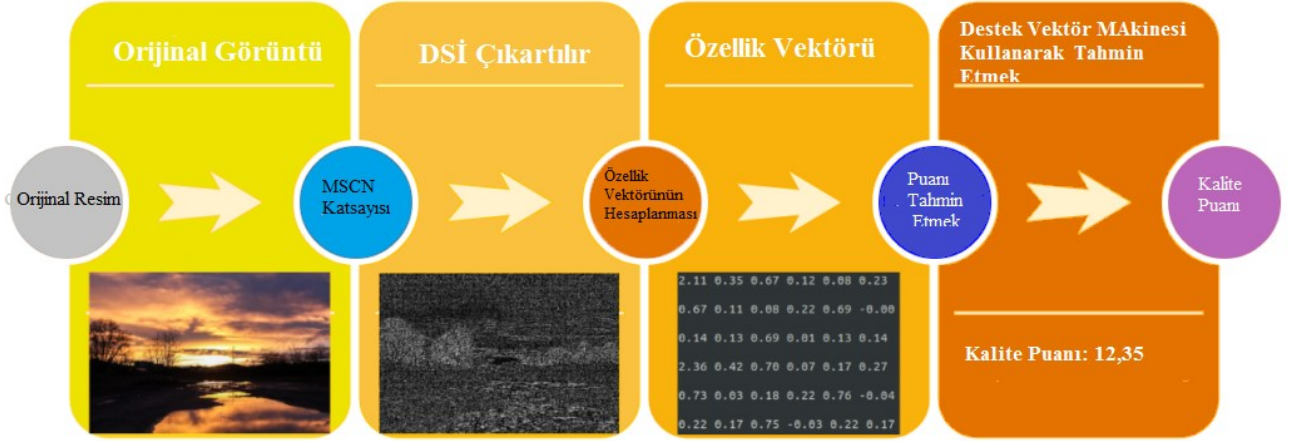 Orijinal Görüntü
DSİ Çıkartılır
Özellik Vektörü
Destek Vektör MAkinesi
Kullanarak Tahmin
Etmek
Orijinal Resim
MSCN
Katsayısı
Özellik
Vektörünün
Hesaplanması
Puanı
Tahmin
Etmek
Kalite
Puanı
2.11 0.35 0.67 0.12 0.08 0.23
0.67 0.11 0.08 0.22 0.69 -0.00
0.14 0.13 0.69 0.01 0.13 0.14
2.36 0.42 0.70 0.07 0.17 0.27
0.73 0.03 0.18 0.22 0.76 -0.04
0.22 0.17 0.75 -0.03 0.22 0.17
Kalite Puanı: 12,35